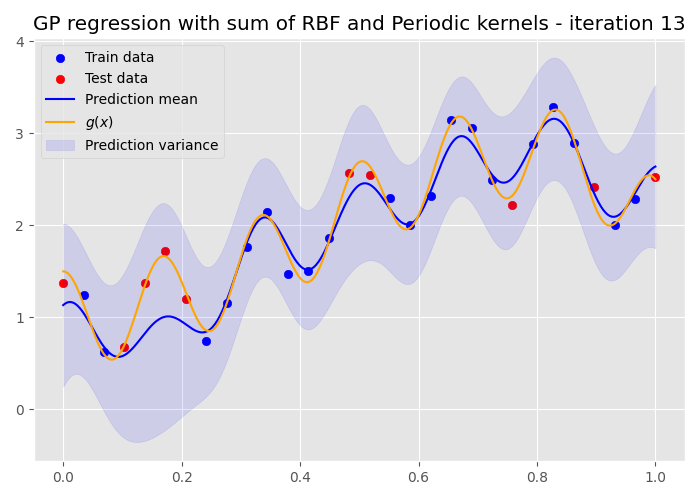 GP regression with sum of RBF and Periodic kernels - iteration 13
Train data
Test data
Prediction mean
g(x)
Prediction variance
4
3
2
1
0
0.0 0.2 0.4 0.6 0.8 1.0